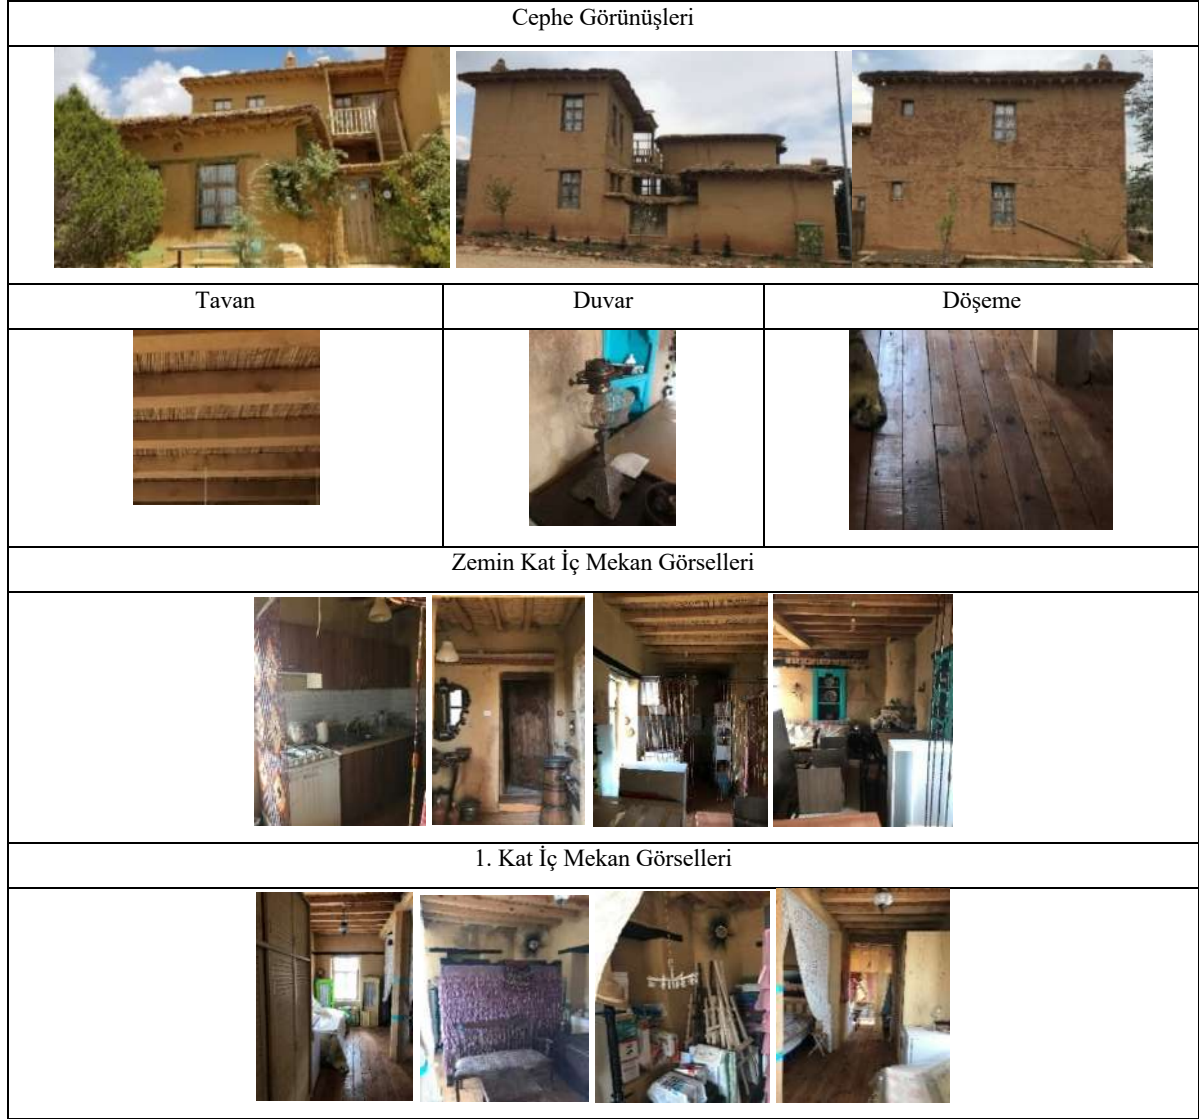 Cephe Görünüşleri
Tavan
Duvar
Döşeme
Zemin Kat İç Mekan Görselleri
1. Kat İç Mekan Görselleri